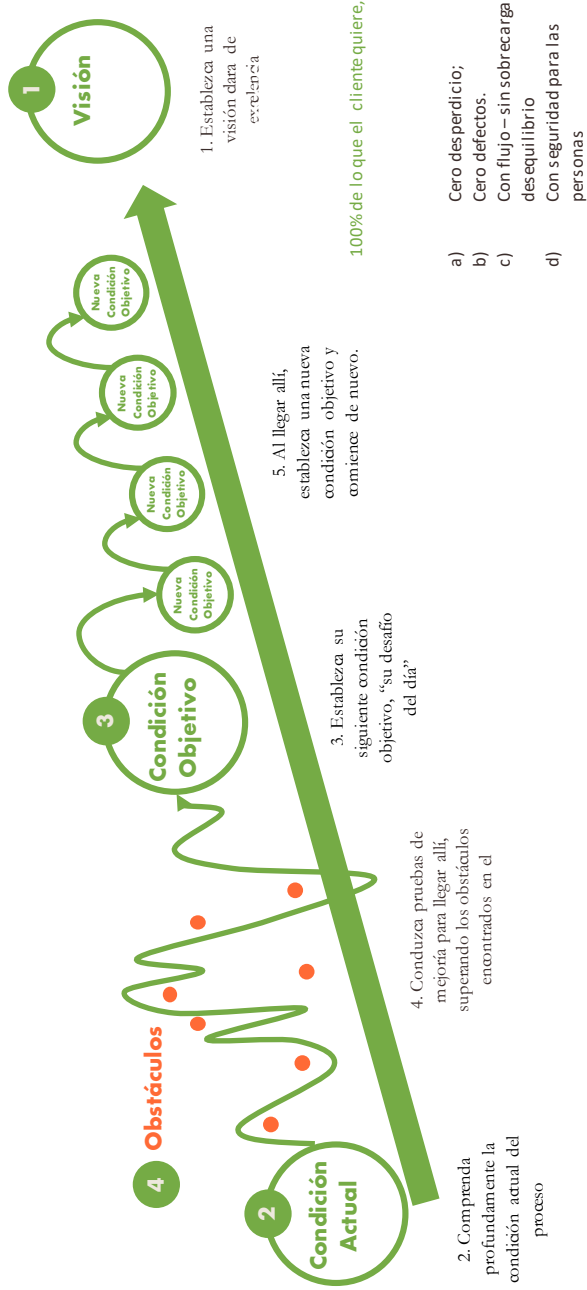 1
Visión
1. Establezca una
visión clara de
excelencia
100% de lo que el cliente quiere,
a) Cero desperdicio;
b) Cero defectos.
c) Con flujo – sin sobrecarga
desequilibrio
d) Con seguridad para las
personas
2
Condición
Actual
2. Comprenda
profundamente la
condición actual del
proceso
3
Condición
Objetivo
3. Establezca su
siguiente condición
objetivo, “su desafío
del día”
4
Obstáculos
4. Conduzca pruebas de
mejoría para llegar allí,
superando los obstáculos
encontrados en el
Nueva
Condición
Objetivo
Nueva
Condición
Objetivo
Nueva
Condición
Objetivo
Nueva
Condición
Objetivo
5. Al llegar allí,
establezca una nueva
condición objetivo y
comience de nuevo.